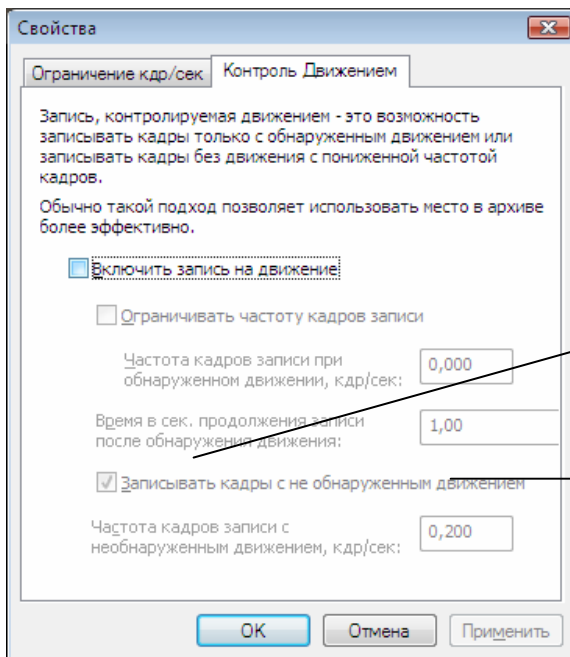 Свойства
Ограничение кдр/сек
Контроль Движением
Запись, контролируемая движением - это возможность
записывать кадры только с обнаруженным движением или
записывать кадры без движения с пониженной частотой
кадров.
Обычно такой подход позволяет использовать место в архиве
более эффективно.
Включить запись на движение
Ограничивать частоту кадров записи
Частота кадров записи при
обнаруженном движении, кдр/сек:
0,000
Время в сек. продолжения записи
после обнаружения движения:
1,00
Записывать кадры с не обнаруженным движением
Частота кадров записи с
необнаруженным движением, кдр/сек:
0,200
OK
Отмена
Применить